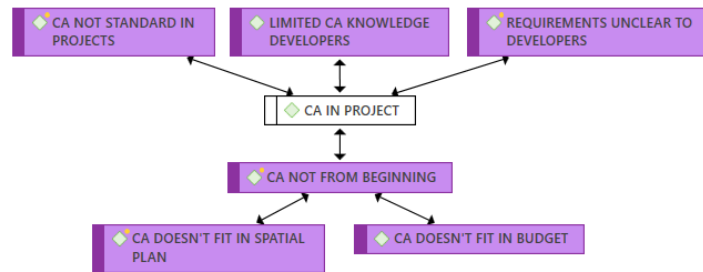 CA NOT STANDARD IN
PROJECTS
LIMITED CA KNOWLEDGE
DEVELOPERS
REQUIREMENTS UNCLEAR TO
DEVELOPERS
CA IN PROJECT
CA NOT FROM BEGINNING
CA DOESN'T FIT IN SPATIAL
PLAN
CA DOESN'T FIT IN BUDGET